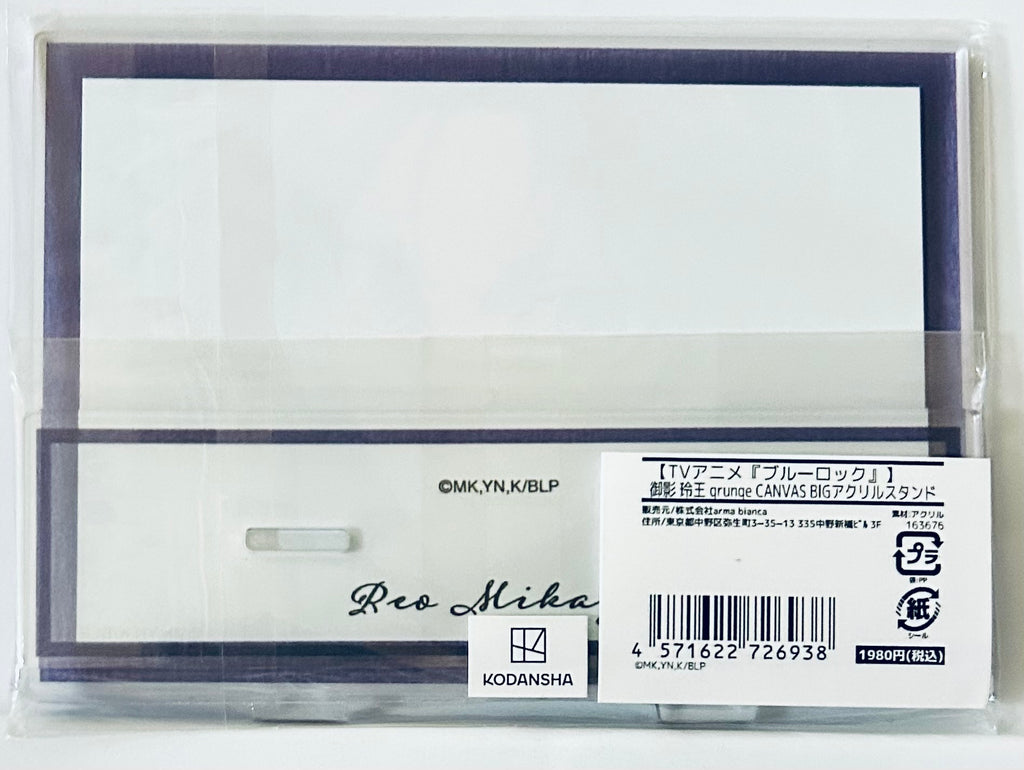 ©MK,YN,K/BLP
Reo Mika
KODANSHA
【TVアニメ『ブルーロック』】
御影 玲王 grunge CANVAS BIGアクリルスタンド
販売元/株式会社arma bianca
住所/東京都中野区弥生町3-35-13 335中野新橋ﾋﾞﾙ 3F
素材:アクリル
163676
プラ
袋:PP
紙
シール
4 571622 726938
©MK,YN,K/BLP
1980円(税込)